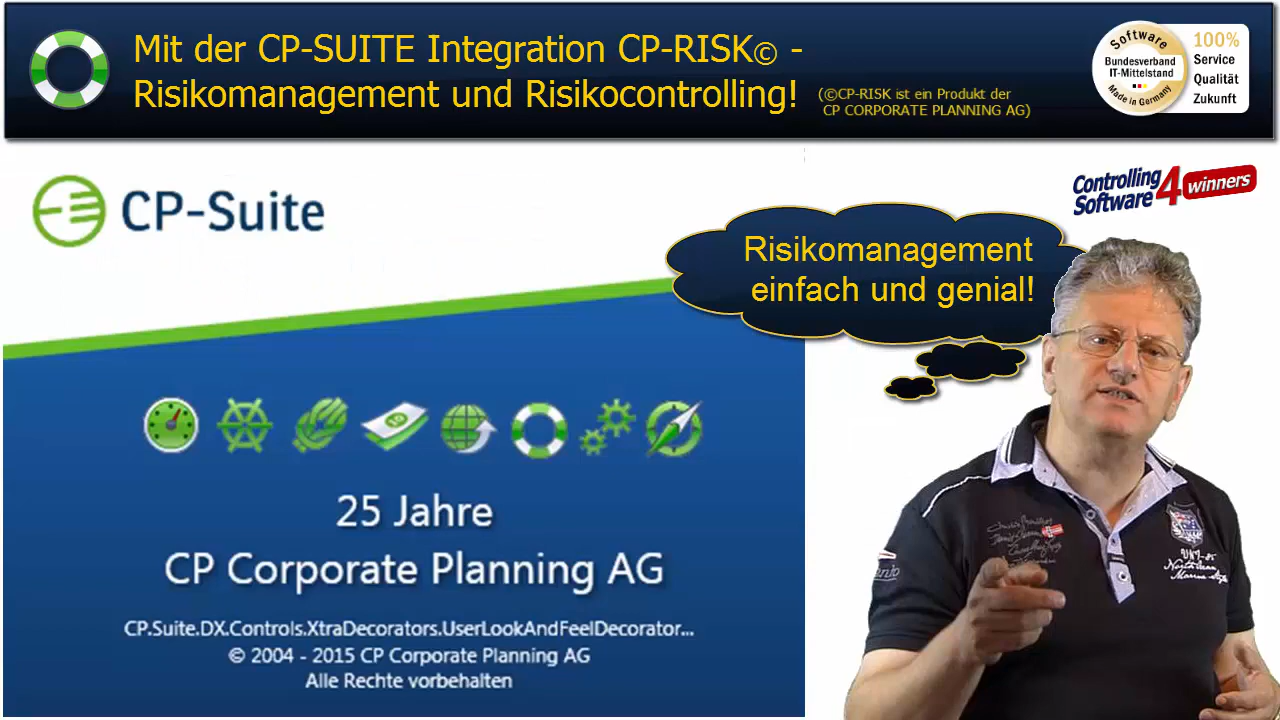 Mit der CP-SUITE Integration CP-RISK© -
Risikomanagement und Risikocontrolling!
(©CP-RISK ist ein Produkt der
CP CORPORATE PLANNING AG)
Software
Bundesverband
IT-Mittelstand
Made in Germany
100%
Service
Qualität
Zukunft
CP-Suite
Controlling
Software
4
winners
Risikomanagement
einfach und genial!
25 Jahre
CP Corporate Planning AG
CP.Suite.DX.Controls.XtraDecorators.UserLookAndFeelDecorator...
© 2004 - 2015 CP Corporate Planning AG
Alle Rechte vorbehalten